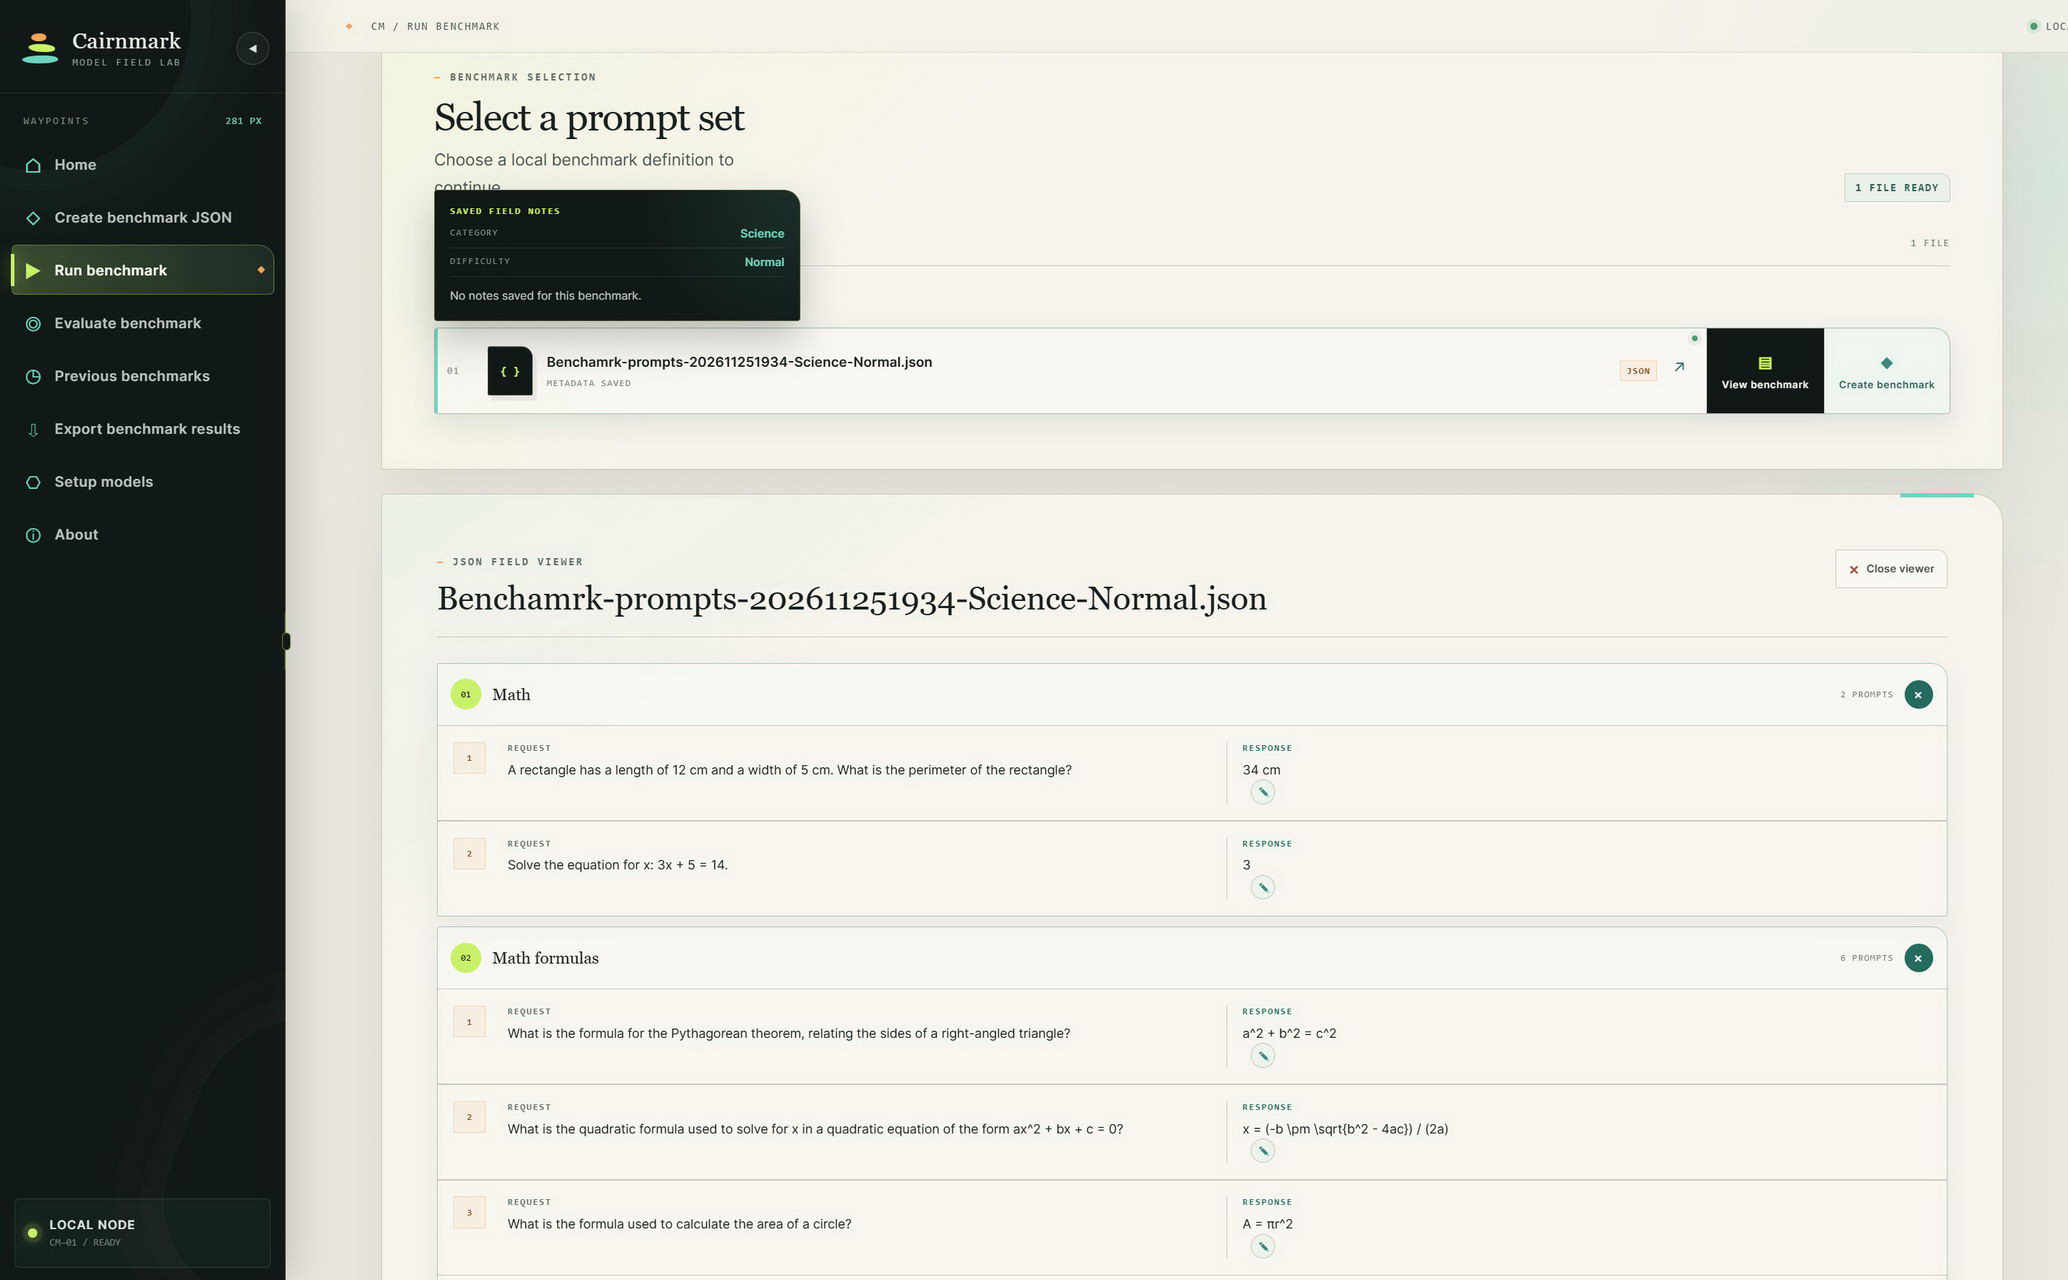 Cairnmark
MODEL FIELD LAB
WAYPOINTS
281 PX
Home
Create benchmark JSON
Run benchmark
Evaluate benchmark
Previous benchmarks
Export benchmark results
Setup models
About
LOCAL NODE
CM-01 / READY
CM / RUN BENCHMARK
BENCHMARK SELECTION
Select a prompt set
Choose a local benchmark definition to
continue
1 FILE READY
1 FILE
SAVED FIELD NOTES
CATEGORY
Science
DIFFICULTY
Normal
No notes saved for this benchmark.
01
{ }
Benchamrk-prompts-202611251934-Science-Normal.json
METADATA SAVED
JSON
View benchmark
Create benchmark
JSON FIELD VIEWER
Benchamrk-prompts-202611251934-Science-Normal.json
Close viewer
01
Math
2 PROMPTS
1
REQUEST
A rectangle has a length of 12 cm and a width of 5 cm. What is the perimeter of the rectangle?
RESPONSE
34 cm
2
REQUEST
Solve the equation for x: 3x + 5 = 14.
RESPONSE
3
02
Math formulas
6 PROMPTS
1
REQUEST
What is the formula for the Pythagorean theorem, relating the sides of a right-angled triangle?
RESPONSE
a^2 + b^2 = c^2
2
REQUEST
What is the quadratic formula used to solve for x in a quadratic equation of the form ax^2 + bx + c = 0?
RESPONSE
x = (-b \pm \sqrt{b^2 - 4ac}) / (2a)
3
REQUEST
What is the formula used to calculate the area of a circle?
RESPONSE
A = πr^2